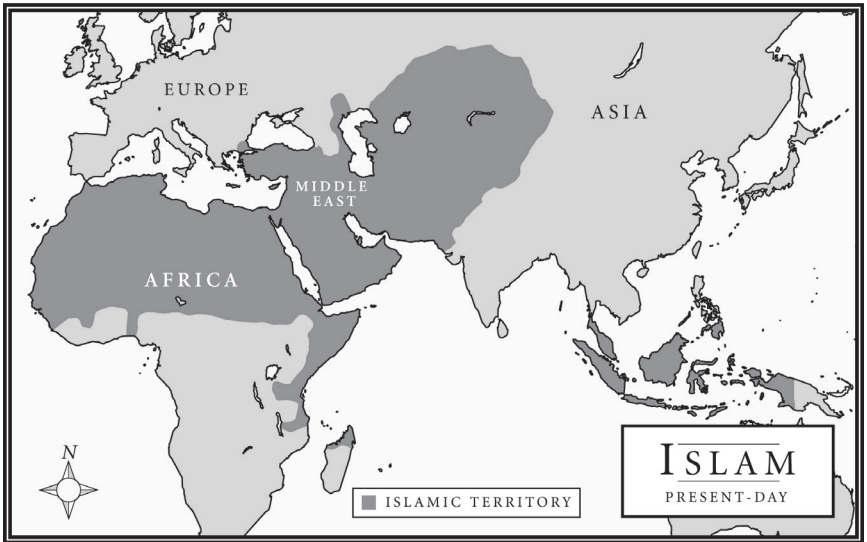 EUROPE
ASIA
MIDDLE
EAST
AFRICA
N
ISLAM
PRESENT-DAY
ISLAMIC TERRITORY